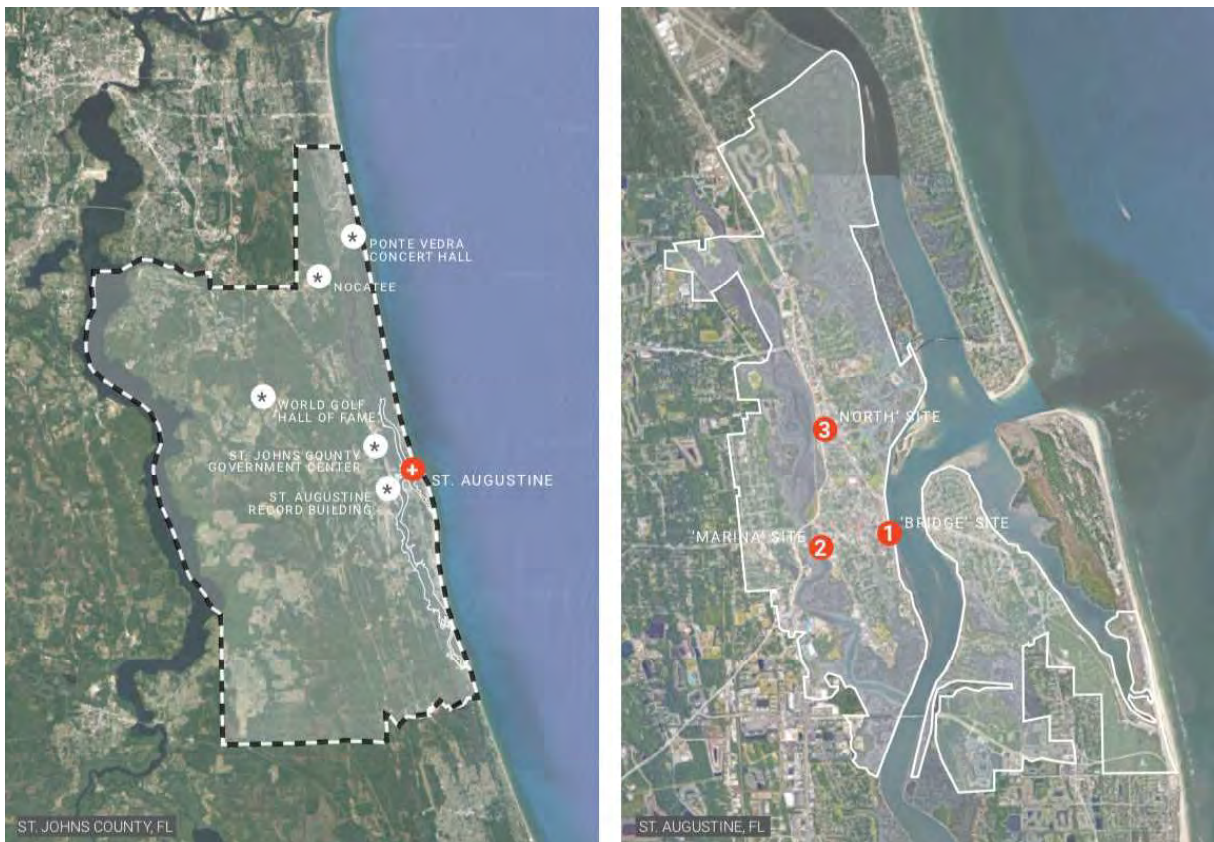 PONTE VEDRA
CONCERT HALL
NOCATEE
WORLD GOLF
HALL OF FAME
ST. JOHNS COUNTY
GOVERNMENT CENTER
ST. AUGUSTINE
ST. AUGUSTINE
RECORD BUILDING
ST. JOHNS COUNTY, FL
'NORTH' SITE
3
'BRIDGE' SITE
1
'MARINA' SITE
2
ST. AUGUSTINE, FL